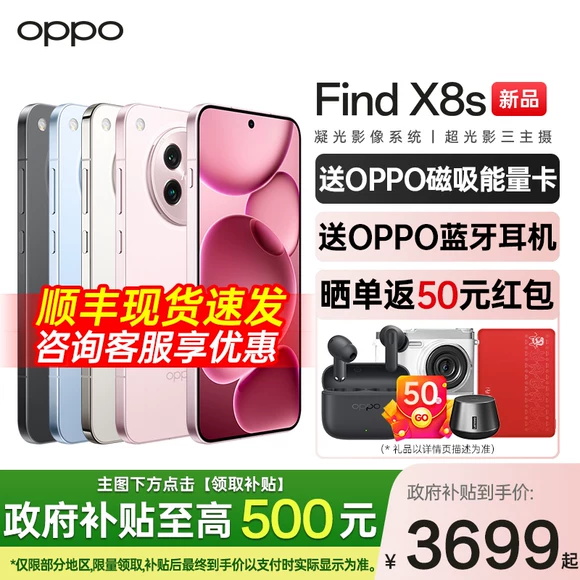 oppo
Find X8s 新品
凝光影像系统 | 超光影三主摄
送OPPO磁吸能量卡
送OPPO蓝牙耳机
晒单返50元红包
顺丰现货速发
咨询客服享优惠
oppo
oppo
50元
GO
(* 礼品以详情页描述为准)
主图下方点击【领取补贴】
政府补贴至高500元
*仅限部分地区,限量领取,补贴后最终到手价以支付时实际显示为准。
政府补贴到手价:
¥3699起